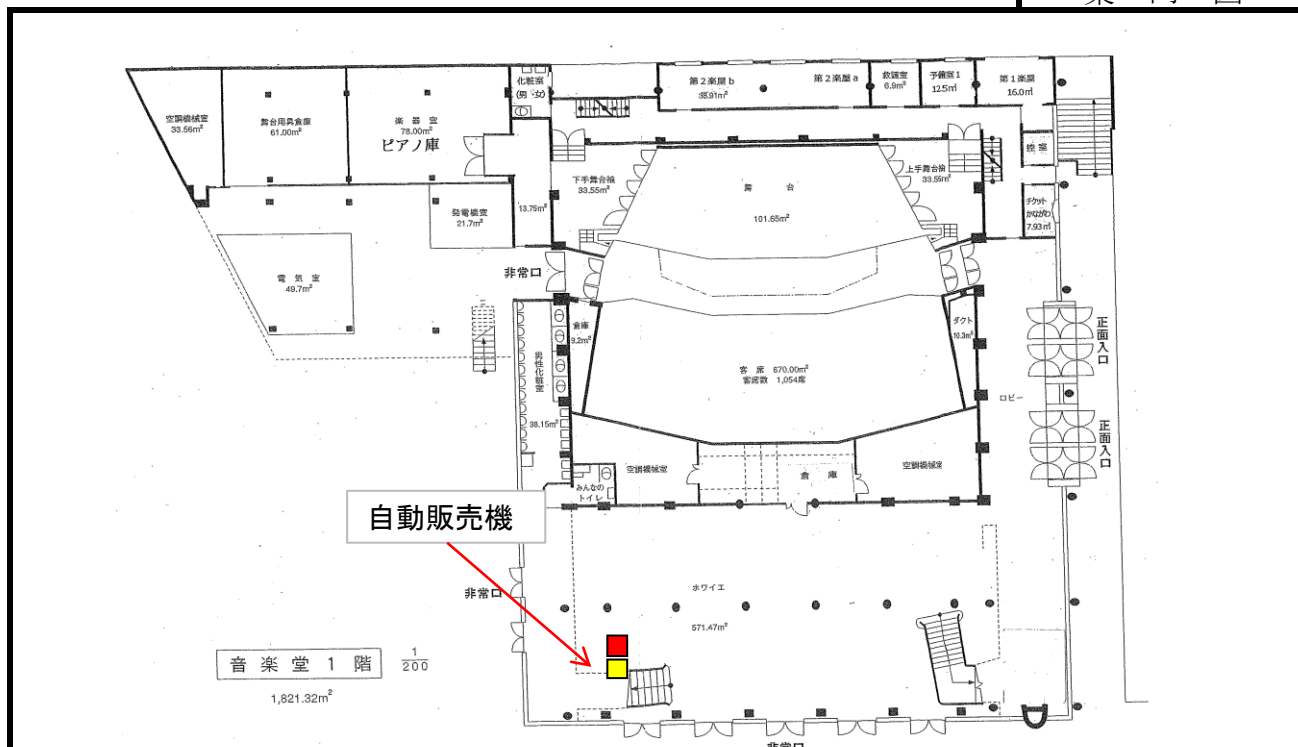 案 内 図
化粧室
(男 女)
第2楽屋b
38.91m²
第2楽屋a
救護室
6.9m²
予備室1
12.5㎡
第1楽屋
16.0㎡
空調機械室
33.56m²
舞台用具倉庫
61.00m²
楽器室
78.00m²
ピアノ庫
控室
下手舞台袖
33.55m²
舞 台
101.65m²
上手舞台袖
33.55m²
発電機室
21.7m²
13.75m²
チケット
かながわ
7.93㎡
電気室
49.7m²
非常口
倉庫
9.2m²
ダクト
10.3m²
正面入口
男性化粧室
38.15m²
客 席 670.00m²
客席数 1,054席
ロビー
正面入口
空調機械室
倉 庫
空調機械室
みんなの
トイレ
自動販売機
非常口
ホワイエ
571.47m²
音楽堂1階
1/200
1,821.32m²
非常口